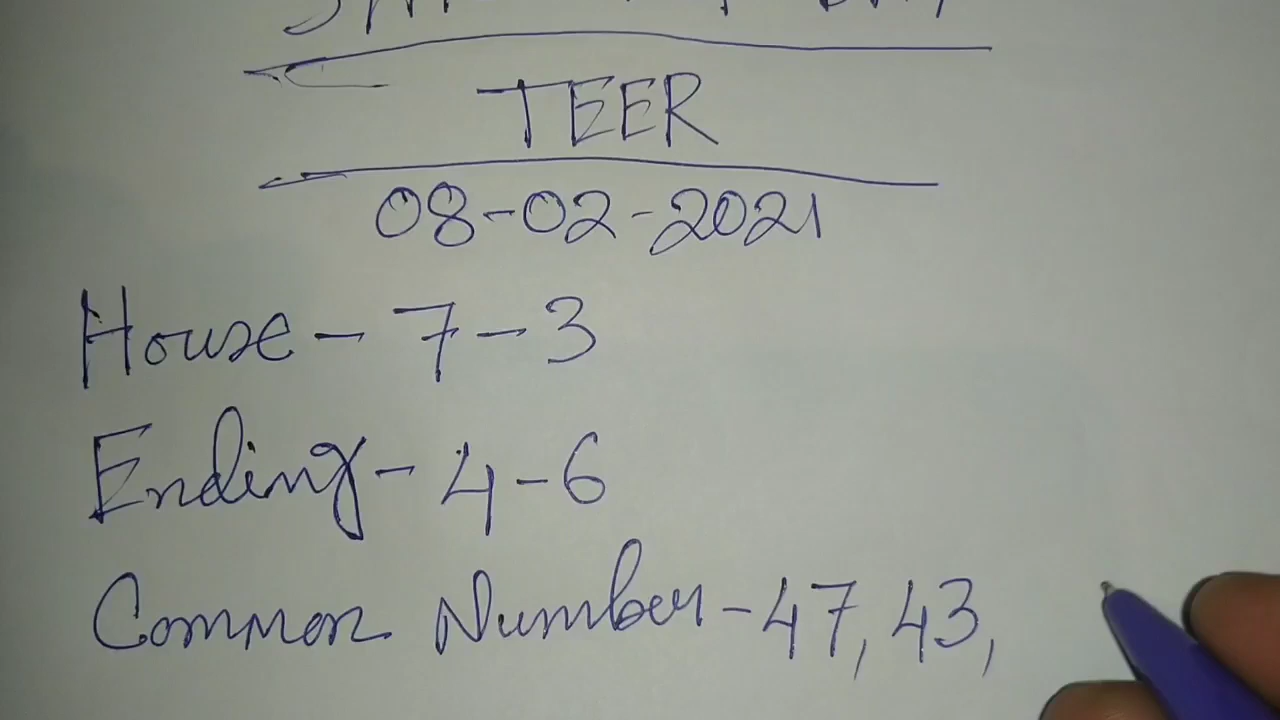 TEER
08-02-2021
House - 7-3
Ending - 4-6
Common Number - 47, 43,